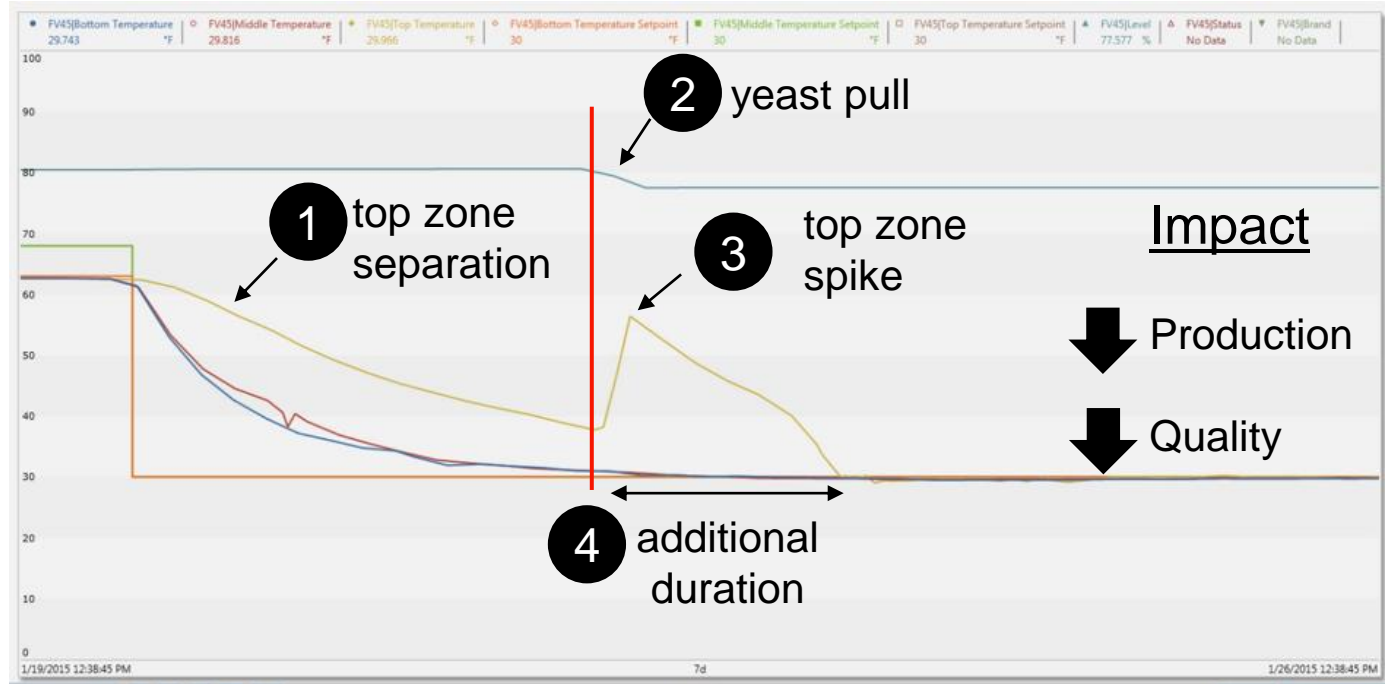 FV45|Bottom Temperature FV45|Middle Temperature FV45|Top Temperature FV45|Bottom Temperature Setpoint FV45|Middle Temperature Setpoint FV45|Top Temperature Setpoint FV45|Level FV45|Status FV45|Brand
29.743 °F 29.816 °F 29.966 °F 30 °F 30 °F 30 °F 77.577 % No Data No Data
100
2 yeast pull
90
80
1 top zone
separation
70
3 top zone
spike
Impact
60
Production
50
40
Quality
30
20
4 additional
duration
10
0
1/19/2015 12:38:45 PM 7d 1/26/2015 12:38:45 PM